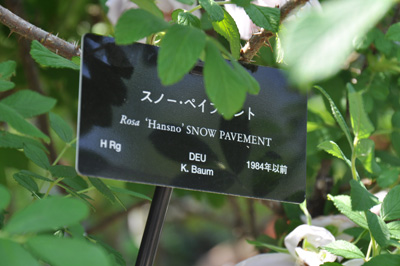 スノー・ペイブメント
Rosa 'Hansno' SNOW PAVEMENT
H Rg
DEU
K. Baum
1984年以前